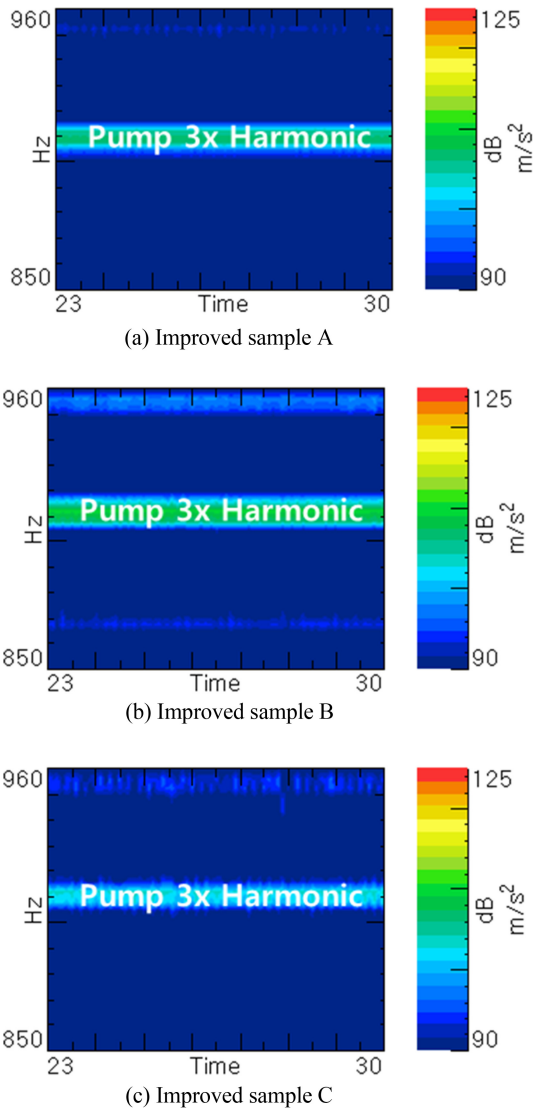 960
125
Pump 3x Harmonic
Hz
dB
m/s²
850
90
23
Time
30
(a) Improved sample A
960
125
Pump 3x Harmonic
Hz
dB
m/s²
850
90
23
Time
30
(b) Improved sample B
960
125
Pump 3x Harmonic
Hz
dB
m/s²
850
90
23
Time
30
(c) Improved sample C